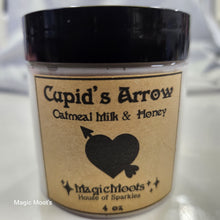 Cupid's Arrow
Oatmeal Milk & Honey
MagicMoots
House of Sparkles
4 oz
Magic Moot's